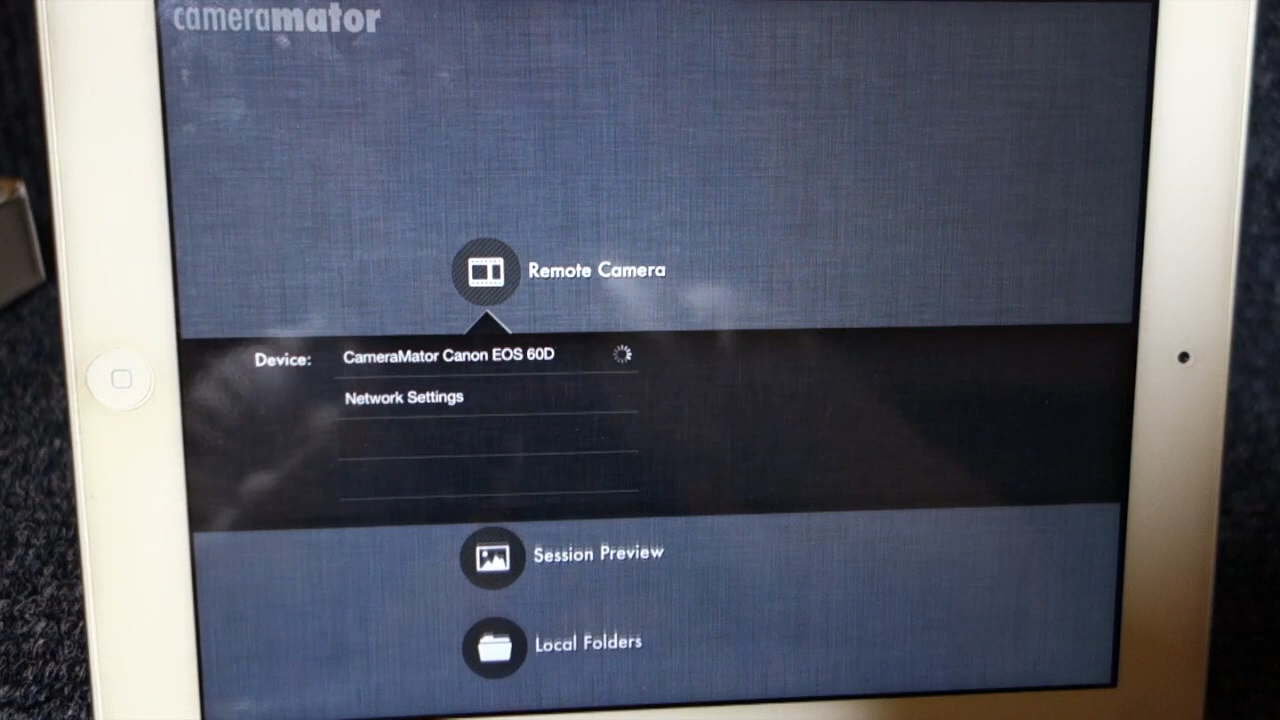 cameramator
Remote Camera
Device: CameraMator Canon EOS 60D
Network Settings
Session Preview
Local Folders